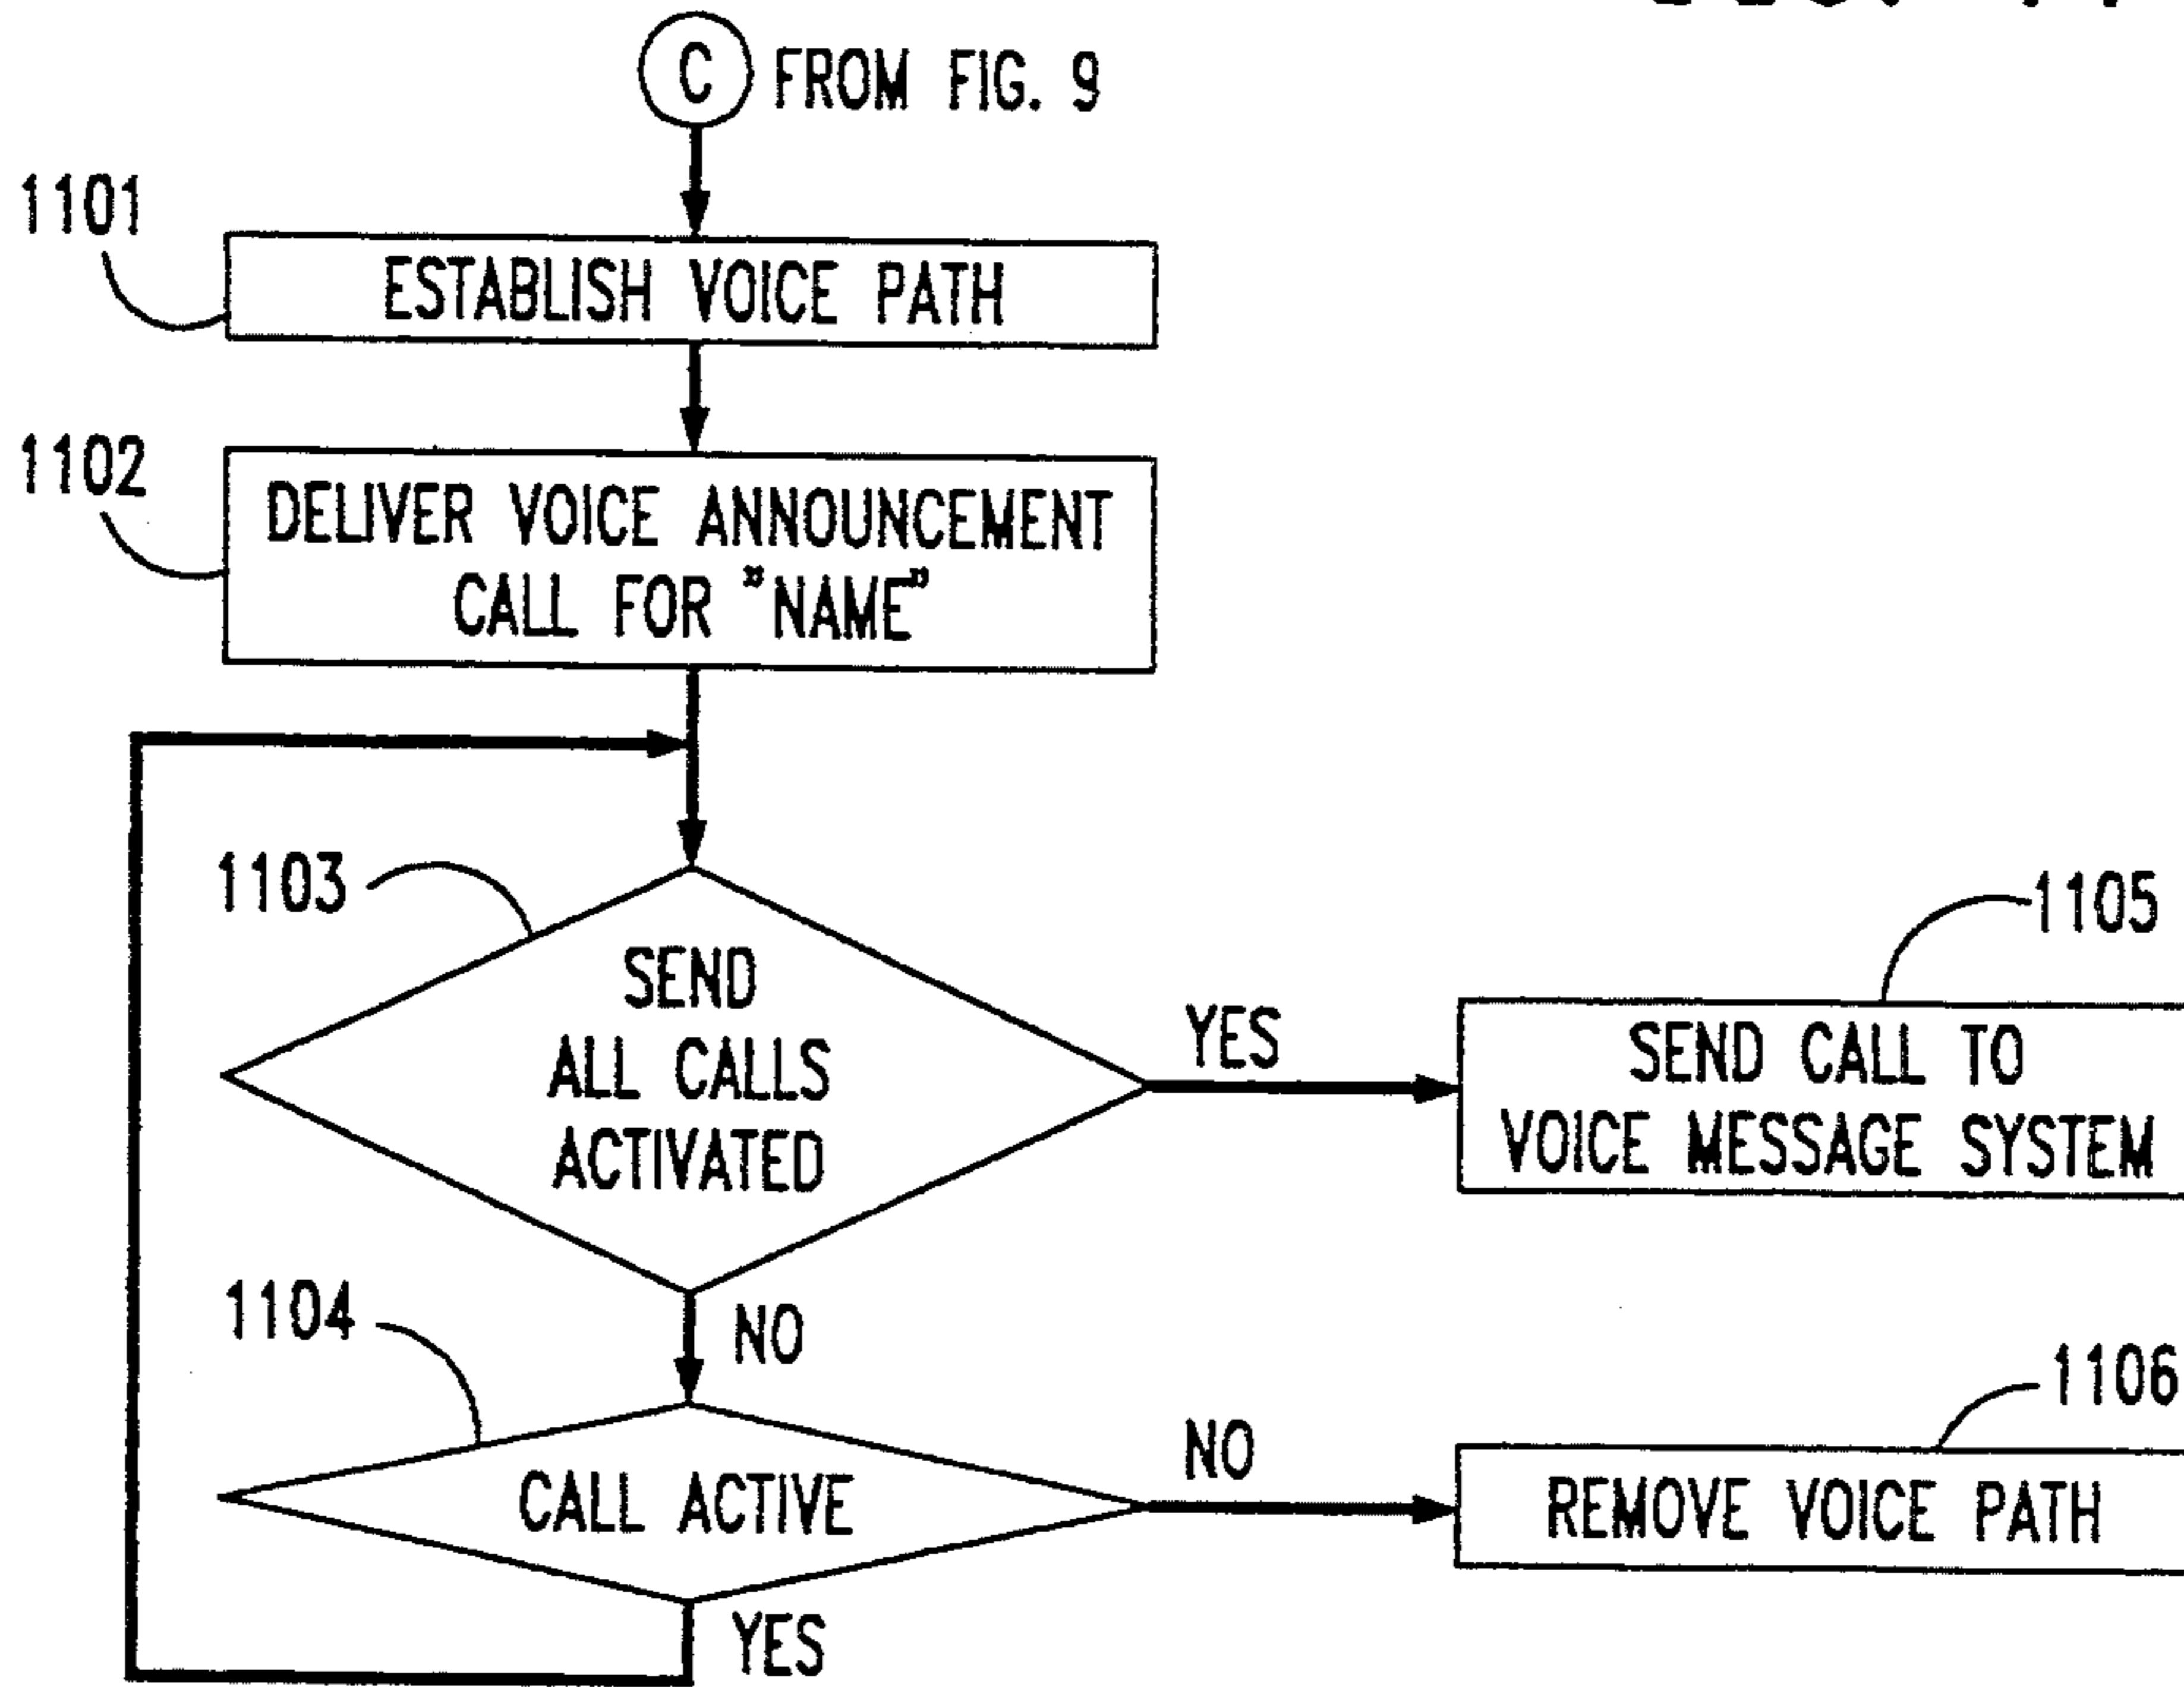 C FROM FIG. 9
1101
ESTABLISH VOICE PATH
1102
DELIVER VOICE ANNOUNCEMENT
CALL FOR "NAME"
1103
SEND
ALL CALLS
ACTIVATED
YES
1105
SEND CALL TO
VOICE MESSAGE SYSTEM
NO
1104
CALL ACTIVE
NO
1106
REMOVE VOICE PATH
YES